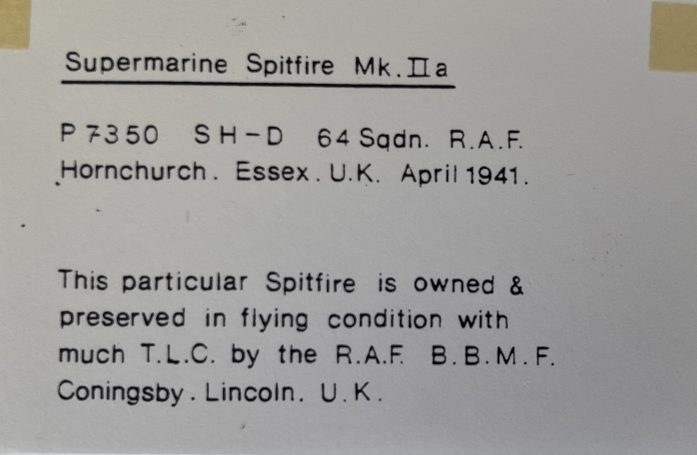 Supermarine Spitfire Mk.IIa
P7350 SH-D 64 Sqdn. R.A.F.
Hornchurch. Essex. U.K. April 1941.
This particular Spitfire is owned &
preserved in flying condition with
much T.L.C. by the R.A.F. B.B.M.F.
Coningsby. Lincoln. U.K.